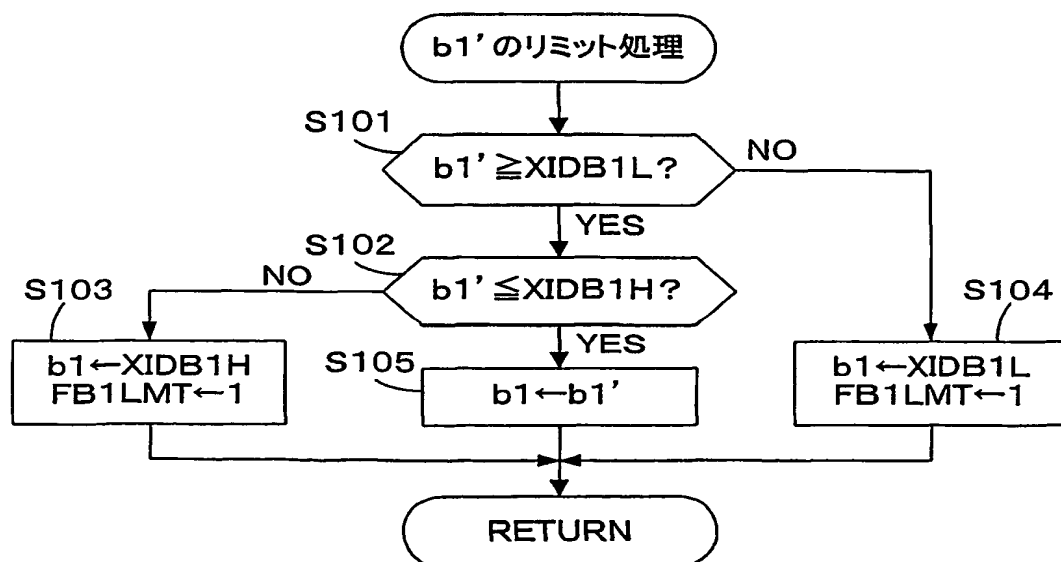 b1'のリミット処理
S101
b1'≧XIDB1L?
NO
YES
S102
b1'≦XIDB1H?
NO
S103
S104
YES
b1←XIDB1H
FB1LMT←1
S105
b1←b1'
b1←XIDB1L
FB1LMT←1
RETURN